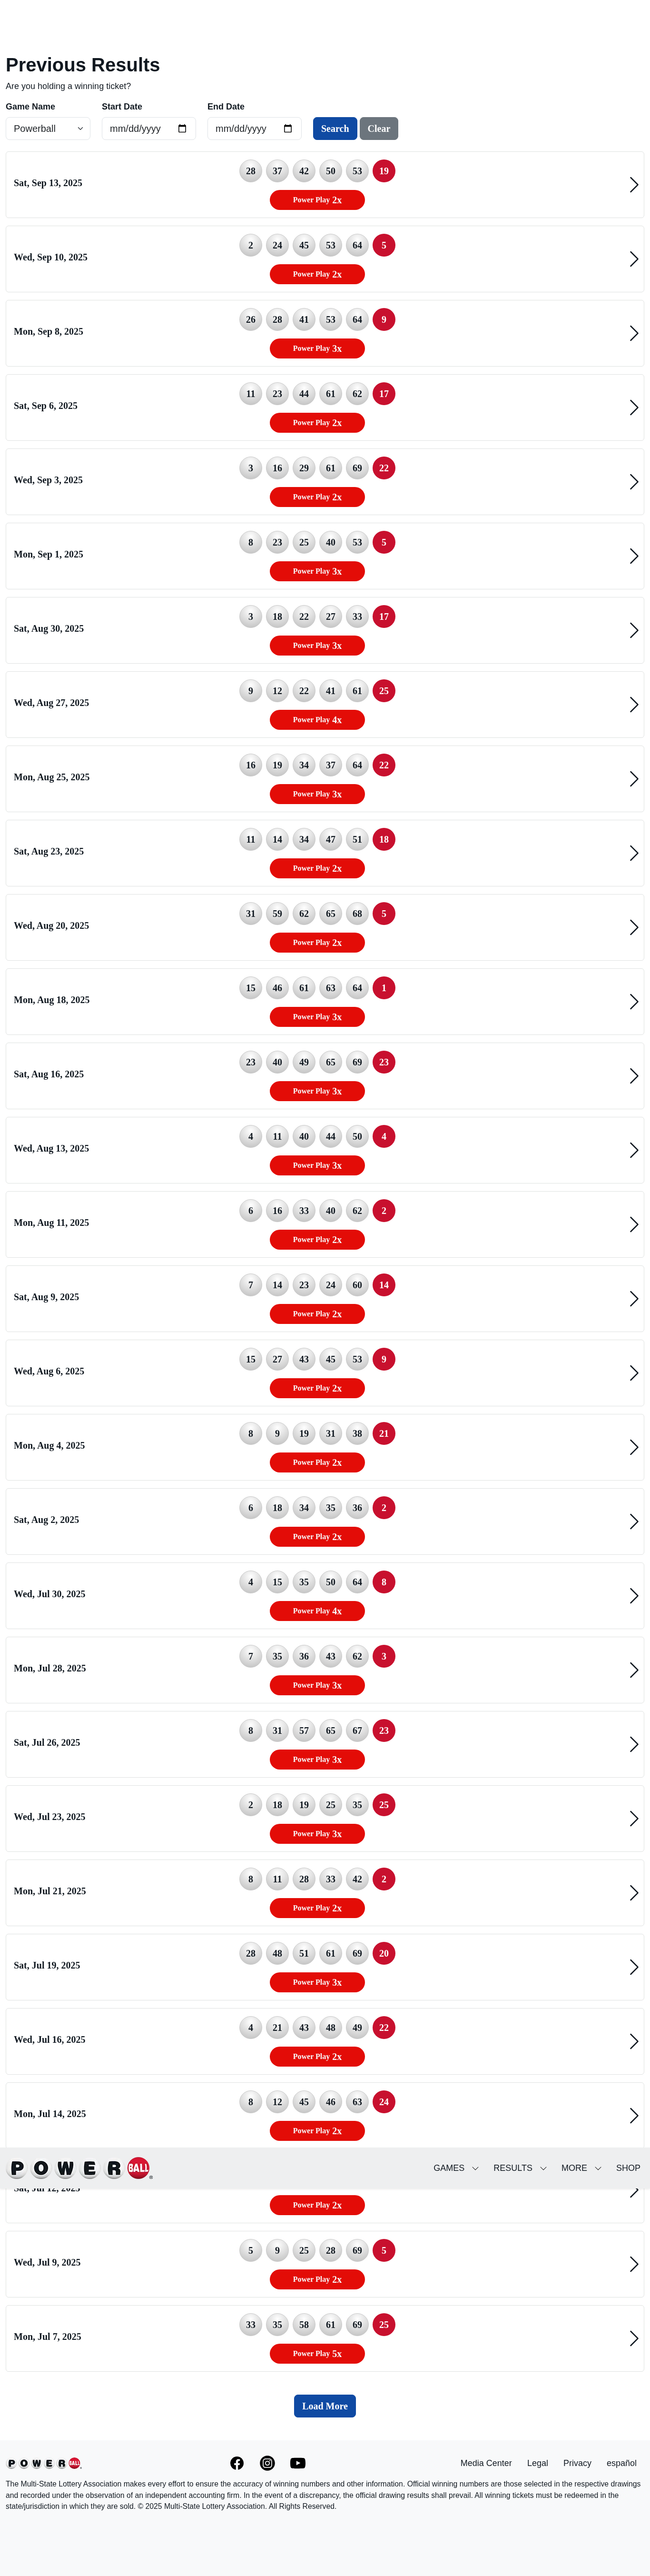 Previous Results
Are you holding a winning ticket?
Game Name Start Date End Date
Powerball mm/dd/yyyy mm/dd/yyyy Search Clear
Sat, Sep 13, 2025 28 37 42 50 53 19
Power Play 2x
Wed, Sep 10, 2025 2 24 45 53 64 5
Power Play 2x
Mon, Sep 8, 2025 26 28 41 53 64 9
Power Play 3x
Sat, Sep 6, 2025 11 23 44 61 62 17
Power Play 2x
Wed, Sep 3, 2025 3 16 29 61 69 22
Power Play 2x
Mon, Sep 1, 2025 8 23 25 40 53 5
Power Play 3x
Sat, Aug 30, 2025 3 18 22 27 33 17
Power Play 3x
Wed, Aug 27, 2025 9 12 22 41 61 25
Power Play 4x
Mon, Aug 25, 2025 16 19 34 37 64 22
Power Play 3x
Sat, Aug 23, 2025 11 14 34 47 51 18
Power Play 2x
Wed, Aug 20, 2025 31 59 62 65 68 5
Power Play 2x
Mon, Aug 18, 2025 15 46 61 63 64 1
Power Play 3x
Sat, Aug 16, 2025 23 40 49 65 69 23
Power Play 3x
Wed, Aug 13, 2025 4 11 40 44 50 4
Power Play 3x
Mon, Aug 11, 2025 6 16 33 40 62 2
Power Play 2x
Sat, Aug 9, 2025 7 14 23 24 60 14
Power Play 2x
Wed, Aug 6, 2025 15 27 43 45 53 9
Power Play 2x
Mon, Aug 4, 2025 8 9 19 31 38 21
Power Play 2x
Sat, Aug 2, 2025 6 18 34 35 36 2
Power Play 2x
Wed, Jul 30, 2025 4 15 35 50 64 8
Power Play 4x
Mon, Jul 28, 2025 7 35 36 43 62 3
Power Play 3x
Sat, Jul 26, 2025 8 31 57 65 67 23
Power Play 3x
Wed, Jul 23, 2025 2 18 19 25 35 25
Power Play 3x
Mon, Jul 21, 2025 8 11 28 33 42 2
Power Play 2x
Sat, Jul 19, 2025 28 48 51 61 69 20
Power Play 3x
Wed, Jul 16, 2025 4 21 43 48 49 22
Power Play 2x
Mon, Jul 14, 2025 8 12 45 46 63 24
Power Play 2x
POWERBALL® GAMES RESULTS MORE SHOP
Sat, Jul 12, 2025
Power Play 2x
Wed, Jul 9, 2025 5 9 25 28 69 5
Power Play 2x
Mon, Jul 7, 2025 33 35 58 61 69 25
Power Play 5x
Load More
POWERBALL Media Center Legal Privacy español
The Multi-State Lottery Association makes every effort to ensure the accuracy of winning numbers and other information. Official winning numbers are those selected in the respective drawings
and recorded under the observation of an independent accounting firm. In the event of a discrepancy, the official drawing results shall prevail. All winning tickets must be redeemed in the
state/jurisdiction in which they are sold. © 2025 Multi-State Lottery Association. All Rights Reserved.